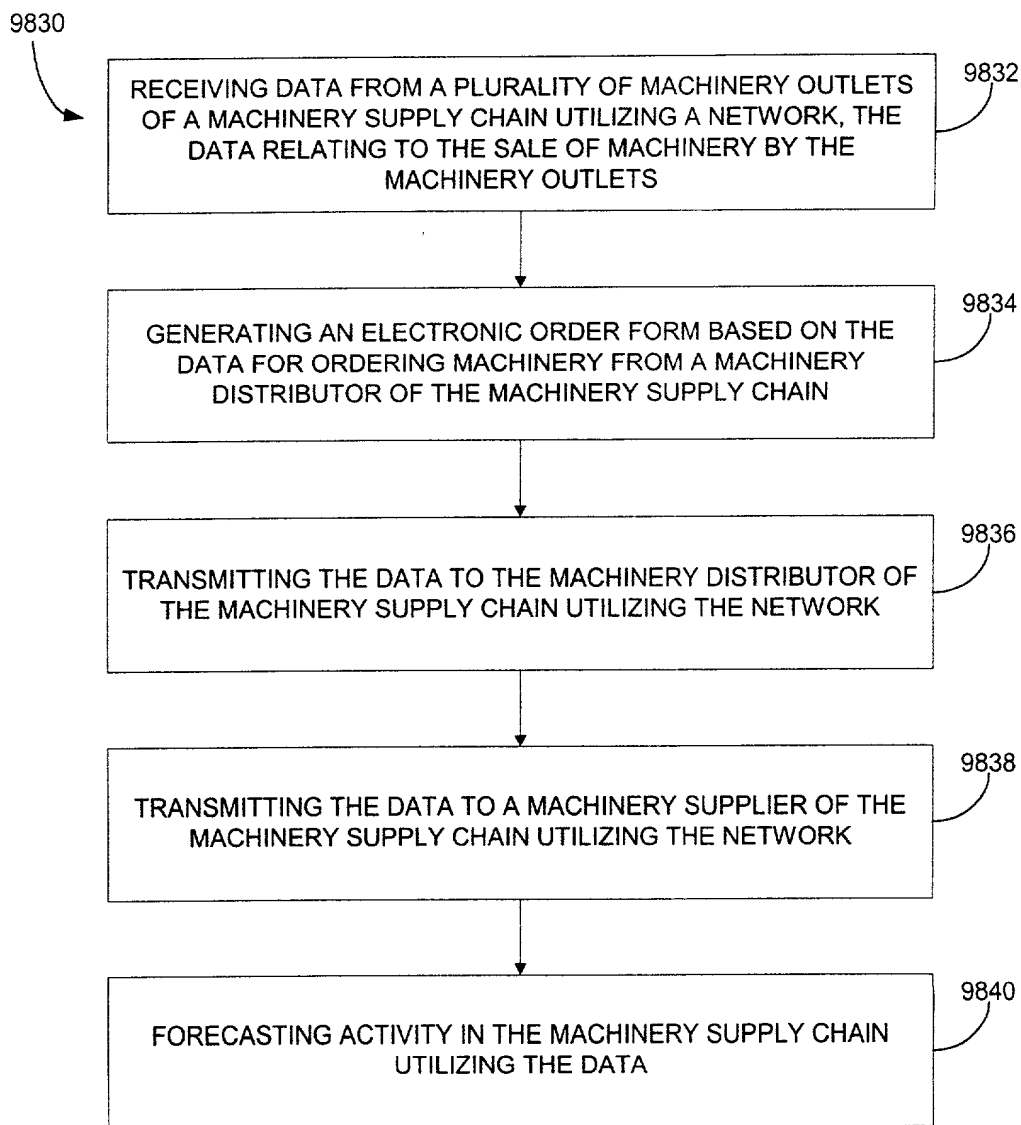 9830
9832
RECEIVING DATA FROM A PLURALITY OF MACHINERY OUTLETS
OF A MACHINERY SUPPLY CHAIN UTILIZING A NETWORK, THE
DATA RELATING TO THE SALE OF MACHINERY BY THE
MACHINERY OUTLETS
9834
GENERATING AN ELECTRONIC ORDER FORM BASED ON THE
DATA FOR ORDERING MACHINERY FROM A MACHINERY
DISTRIBUTOR OF THE MACHINERY SUPPLY CHAIN
9836
TRANSMITTING THE DATA TO THE MACHINERY DISTRIBUTOR OF
THE MACHINERY SUPPLY CHAIN UTILIZING THE NETWORK
9838
TRANSMITTING THE DATA TO A MACHINERY SUPPLIER OF THE
MACHINERY SUPPLY CHAIN UTILIZING THE NETWORK
9840
FORECASTING ACTIVITY IN THE MACHINERY SUPPLY CHAIN
UTILIZING THE DATA